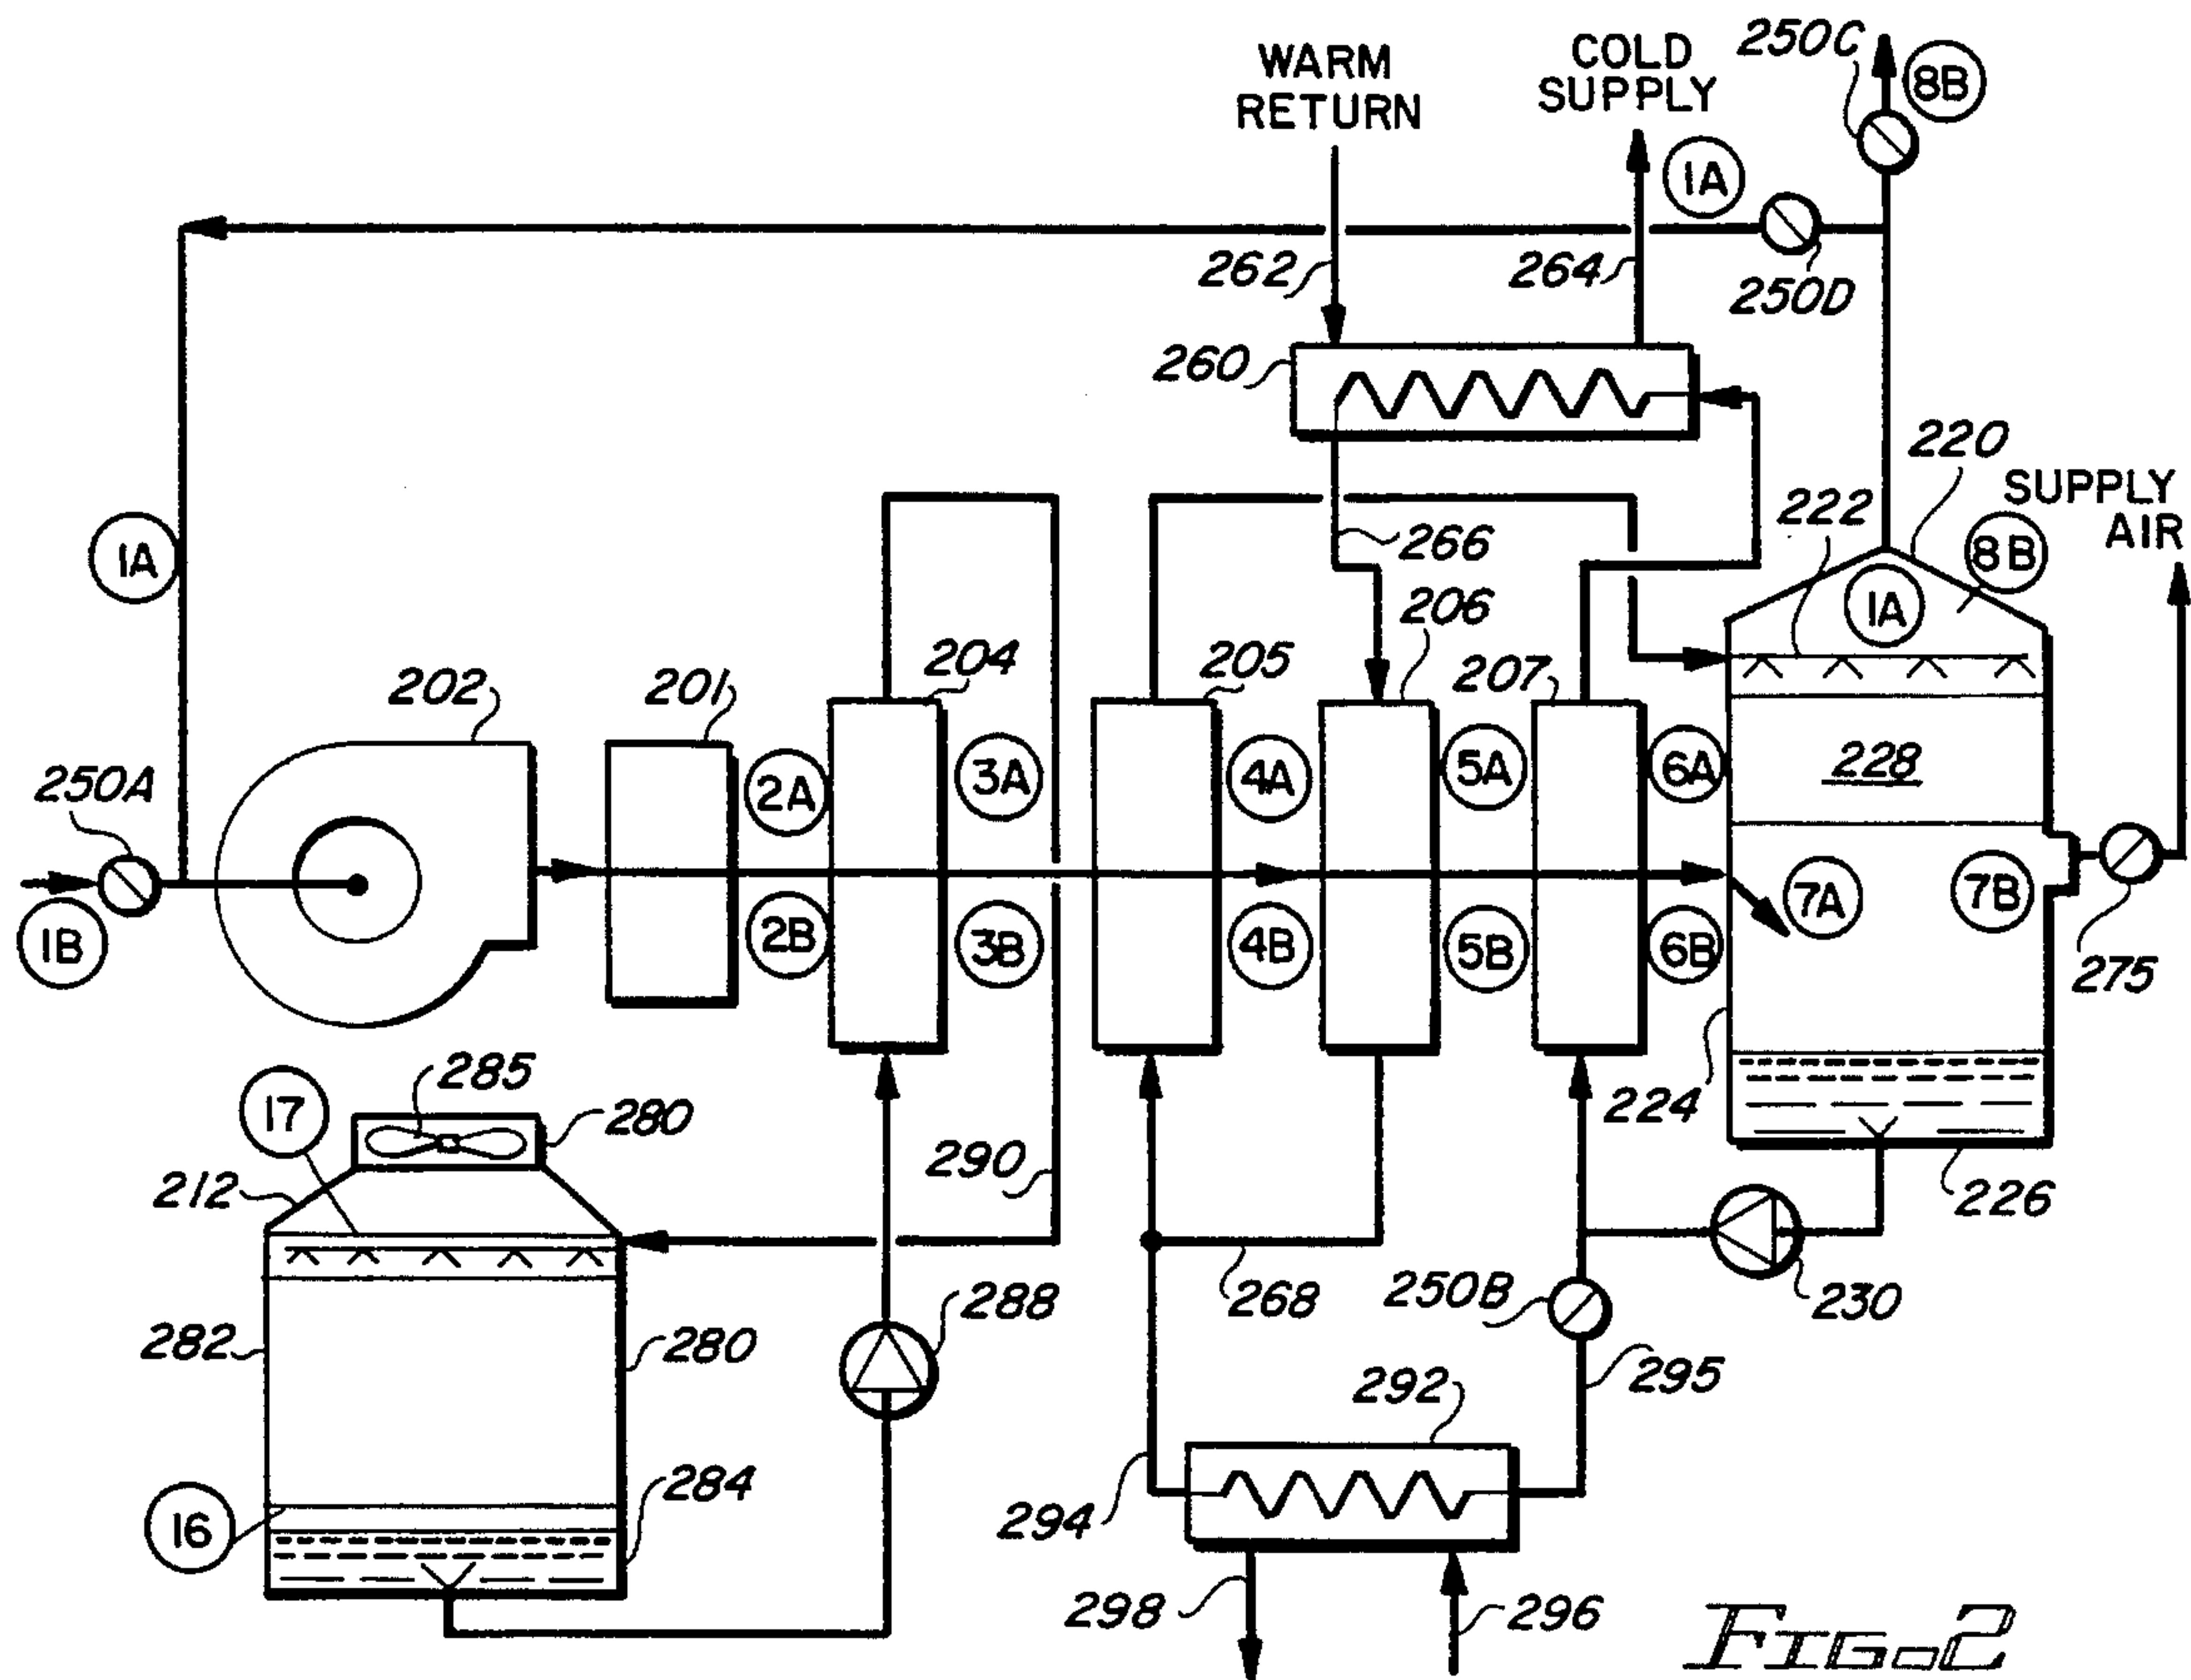 WARM
RETURN
COLD
SUPPLY
250C
8B
1A
262
264
250D
260
220
SUPPLY
AIR
222
8B
1A
1A
266
206
204
205
207
202
201
250A
2A
3A
4A
5A
6A
228
1B
2B
3B
4B
5B
6B
7A
7B
275
17
285
280
224
290
212
226
268
250B
230
288
282
280
292
295
284
16
294
298
296
FIG. 2